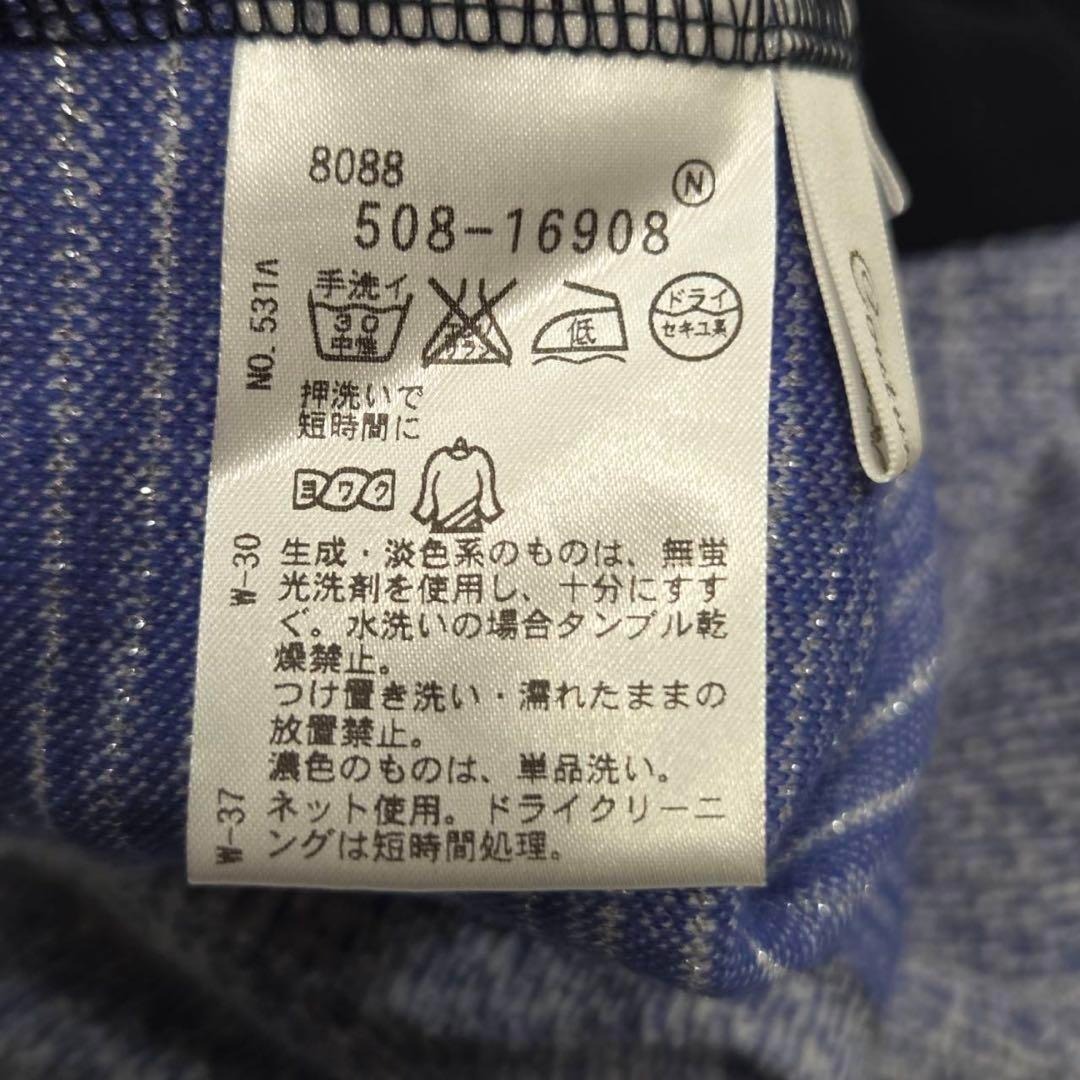 8088
N
508-16908
NO.531A
手洗イ
30
中性
エンソ
サラシ
低
ドライ
セキユ系
押洗いで
短時間に
ヨワク
W-30
生成・淡色系のものは、無蛍
光洗剤を使用し、十分にすす
ぐ。水洗いの場合タンブル乾
燥禁止。
つけ置き洗い・濡れたままの
放置禁止。
濃色のものは、単品洗い。
W-37
ネット使用。ドライクリーニ
ングは短時間処理。